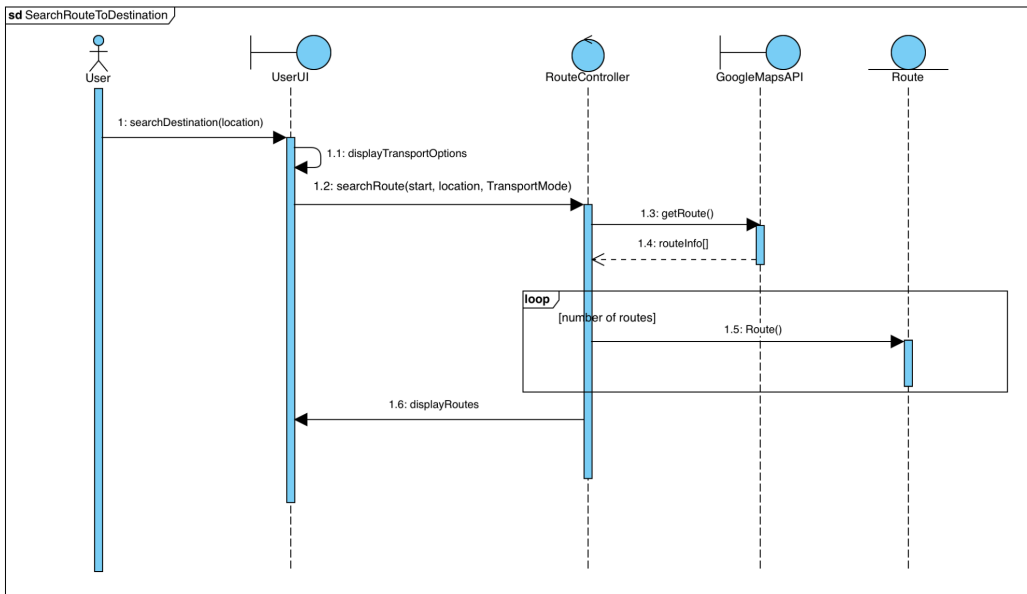 sd SearchRouteToDestination
User
UserUI
RouteController
GoogleMapsAPI
Route
1: searchDestination(location)
1.1: displayTransportOptions
1.2: searchRoute(start, location, TransportMode)
1.3: getRoute()
1.4: routeInfo[]
loop
[number of routes]
1.5: Route()
1.6: displayRoutes